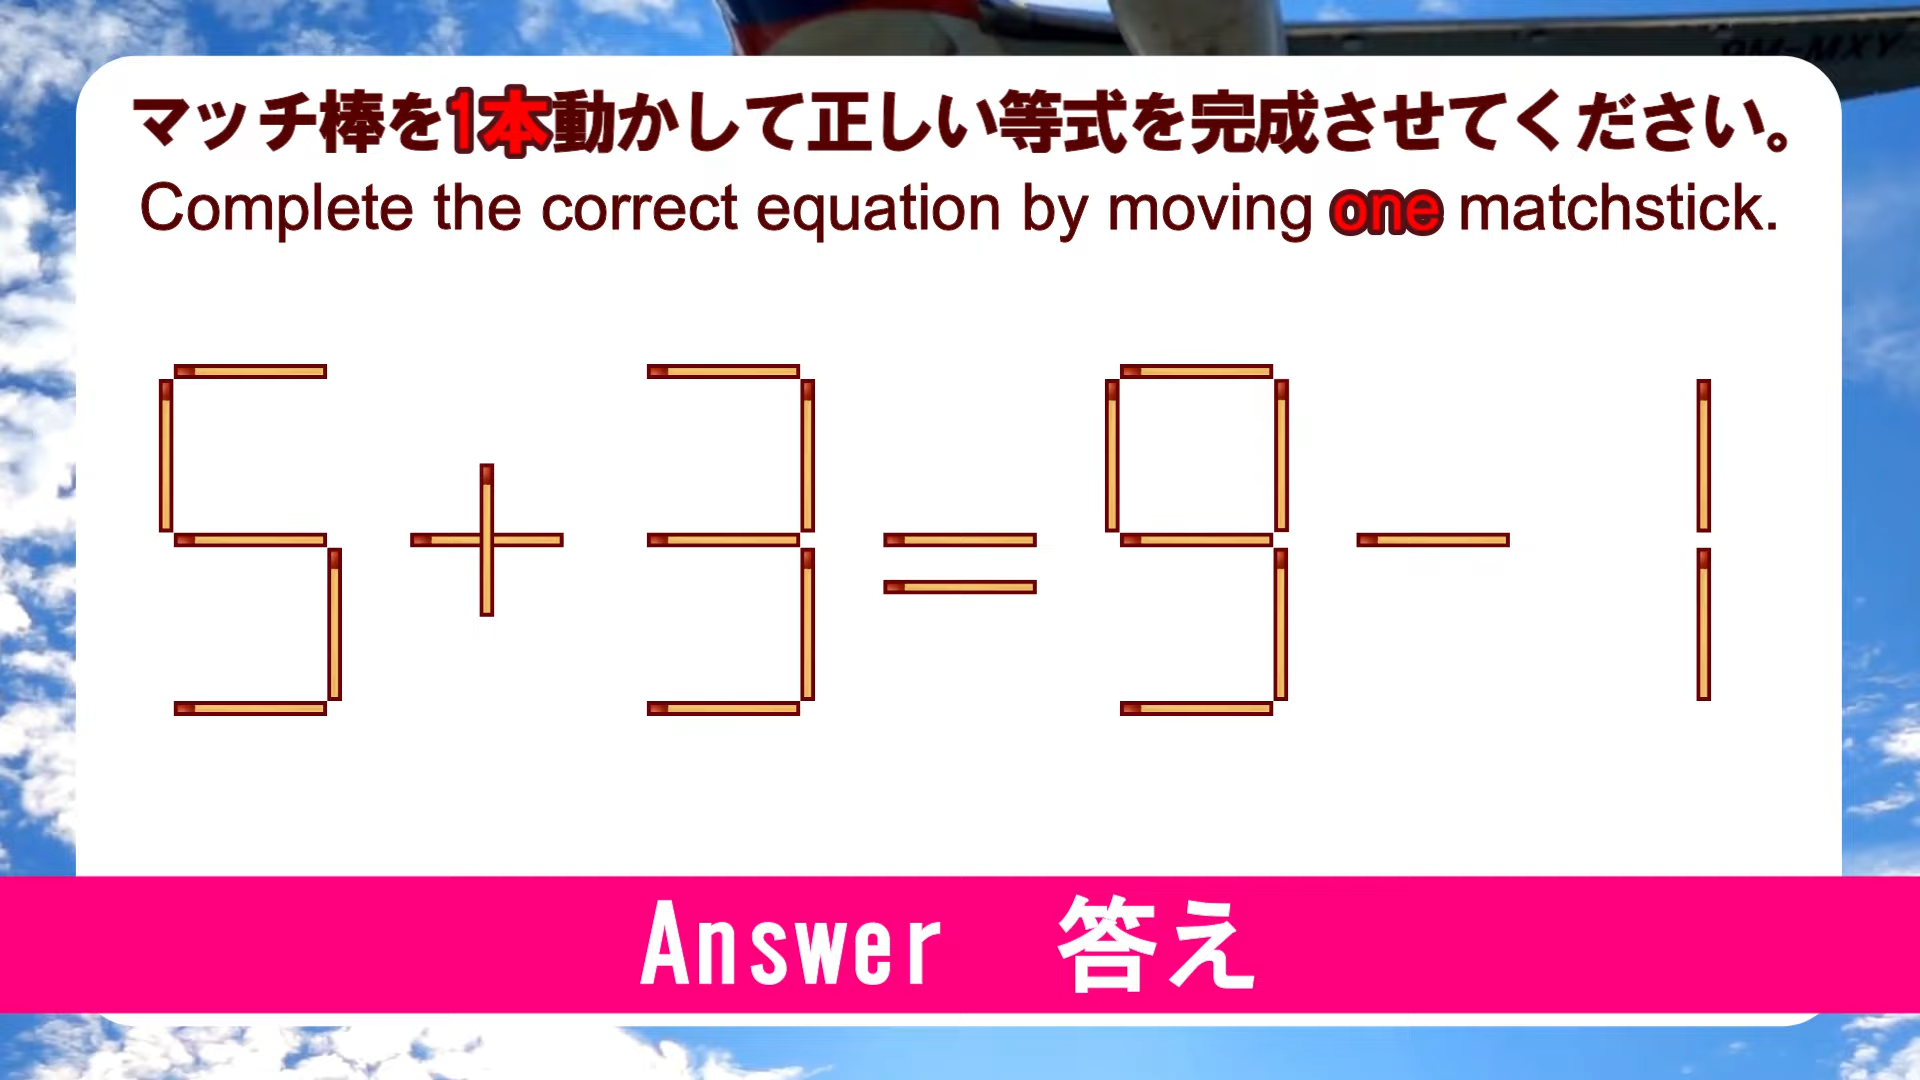 9M-MXY
マッチ棒を1本動かして正しい等式を完成させてください。
Complete the correct equation by moving one matchstick.
5+3=9-1
Answer 答え